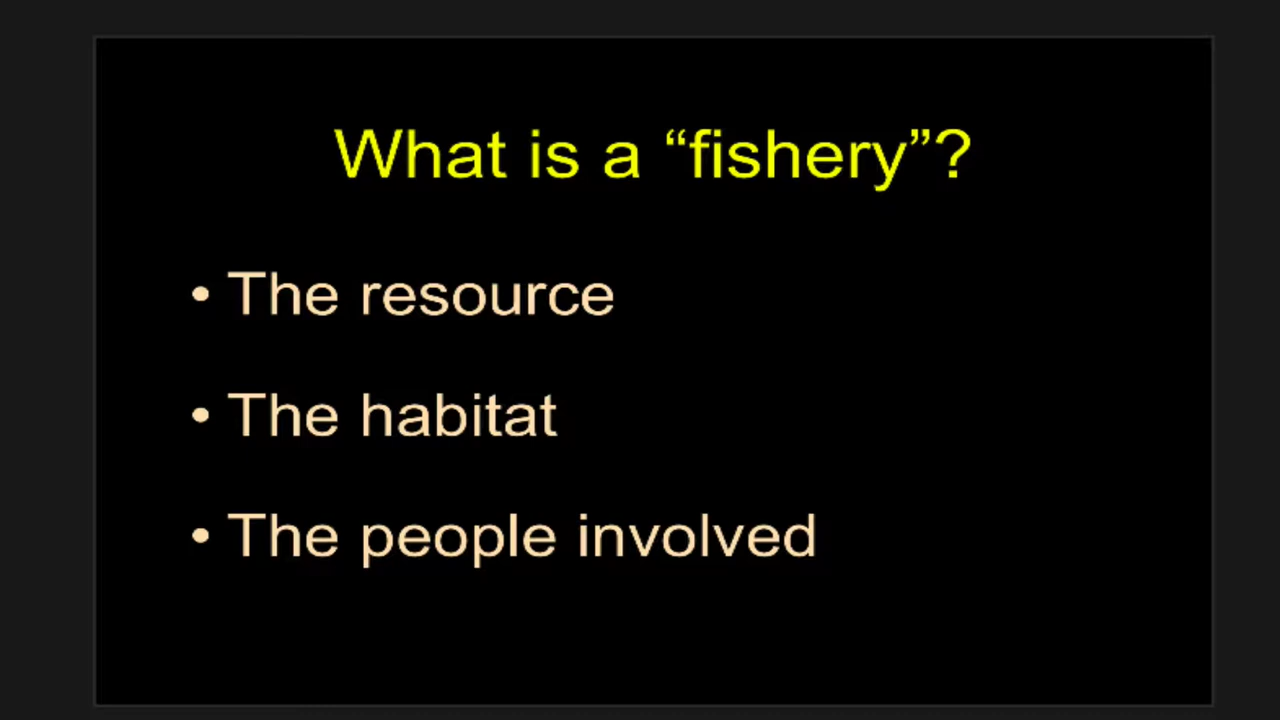 What is a “fishery”?
• The resource
• The habitat
• The people involved